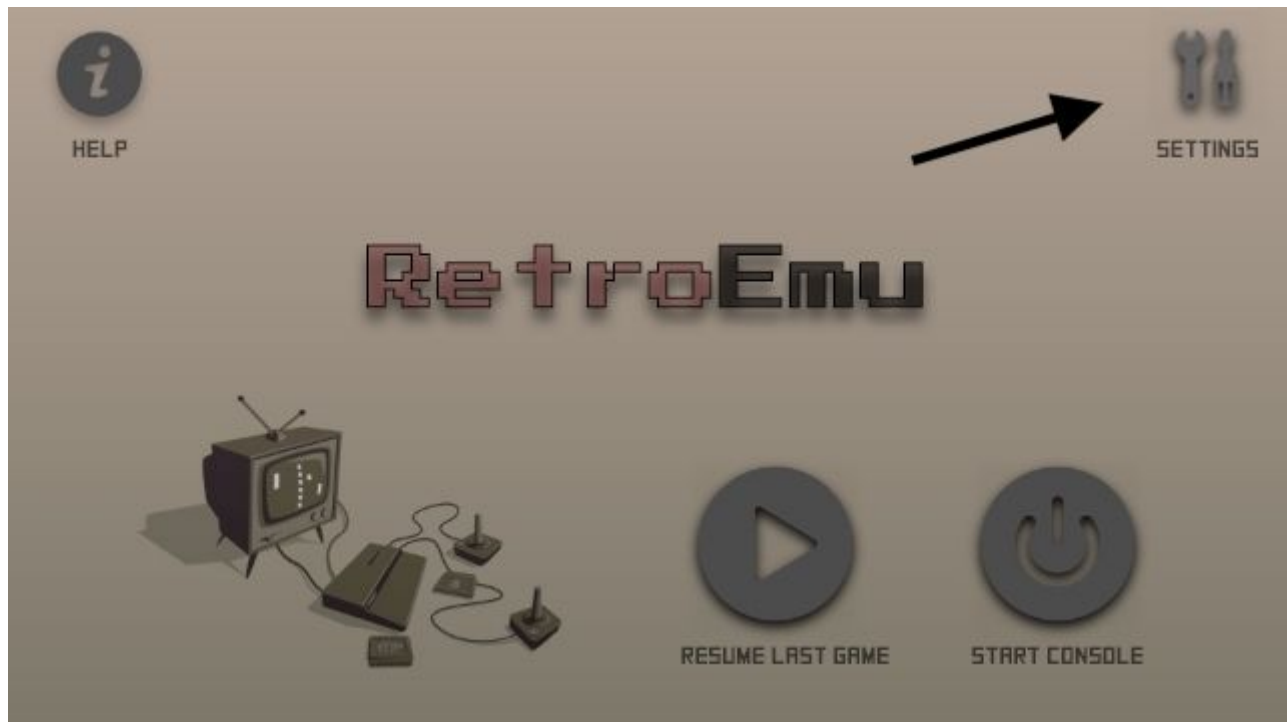 HELP
SETTINGS
RetroEmu
RESUME LAST GAME
START CONSOLE